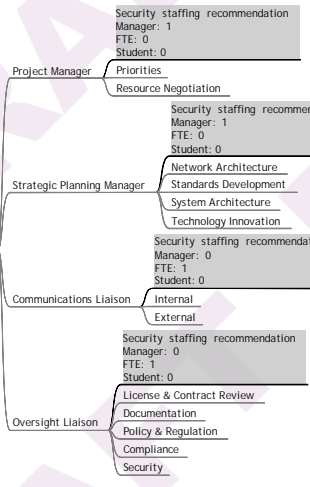 Security staffing recommendation
Manager: 1
FTE: 0
Student: 0
Project Manager
Priorities
Resource Negotiation
Security staffing recommen
Manager: 1
FTE: 0
Student: 0
Strategic Planning Manager
Network Architecture
Standards Development
System Architecture
Technology Innovation
Security staffing recommendat
Manager: 0
FTE: 1
Student: 0
Communications Liaison
Internal
External
Security staffing recommendation
Manager: 0
FTE: 1
Student: 0
Oversight Liaison
License & Contract Review
Documentation
Policy & Regulation
Compliance
Security